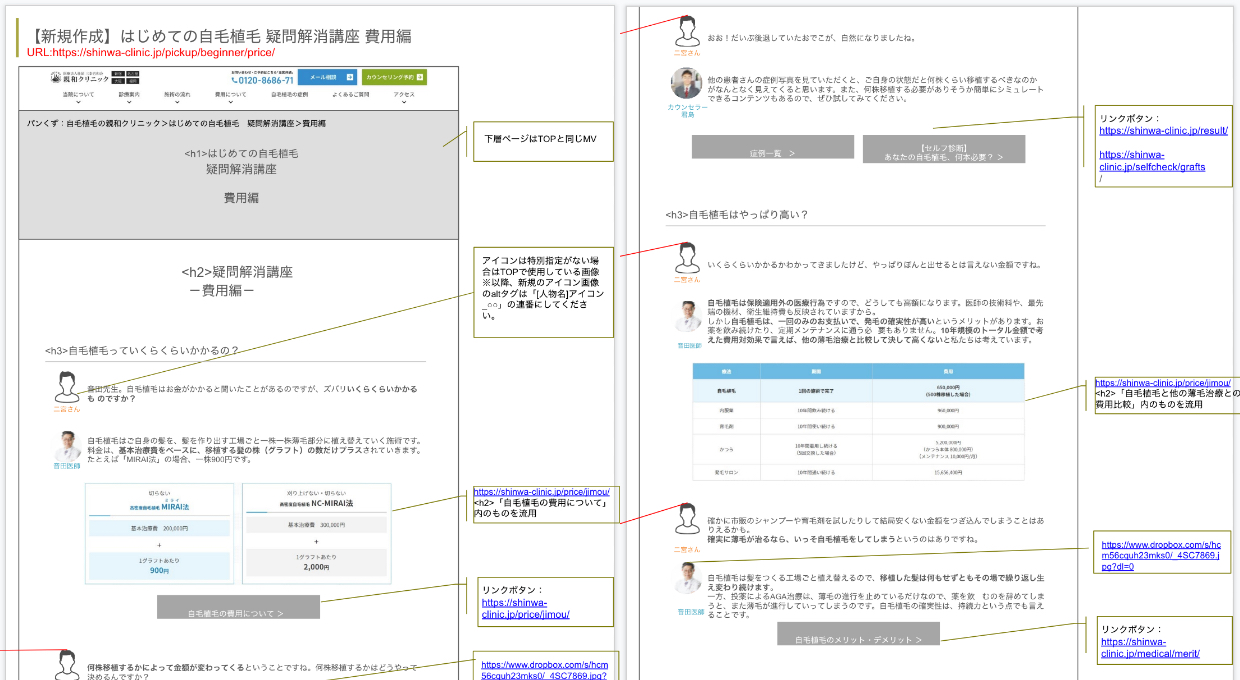 【新規作成】はじめての自毛植毛 疑問解消講座 費用編
URL:https://shinwa-clinic.jp/pickup/beginner/price/
親和クリニック
0120-8686-71
メール相談
カウンセリング予約
当院について
診療案内
施術の流れ
費用について
自毛植毛の症例
よくあるご質問
アクセス
パンくず：自毛植毛の親和クリニック＞はじめての自毛植毛　疑問解消講座＞費用編
<h1>はじめての自毛植毛
疑問解消講座
費用編
下層ページはTOPと同じMV
<h2>疑問解消講座
－費用編－
アイコンは特別指定がない場
合はTOPで使用している画像
※以降、新規のアイコン画像
のaltタグは「[人物名]アイコン
_○○」の連番にしてくださ
い。
<h3>自毛植毛っていくらくらいかかるの？
二宮さん
音田先生。自毛植毛はお金がかかると聞いたことがあるのですが、ズバリいくらくらいかかる
も のですか？
音田医師
自毛植毛はご自身の髪を、髪を作り出す工場ごと一株一株薄毛部分に植え替えていく施術です。
料金は、基本治療費をベースに、移植する髪の株（グラフト）の数だけプラスされていきます。
たとえば「MIRAI法」の場合、一株900円です。
切らない
高密度自毛植毛 MIRAI法
基本治療費　200,000円
+
1グラフトあたり
900円
刈り上げない・切らない
高密度自毛植毛 NC-MIRAI法
基本治療費　300,000円
+
1グラフトあたり
2,000円
https://shinwa-clinic.jp/price/jimou/
<h2>「自毛植毛の費用について」
内のものを流用
自毛植毛の費用について ＞
リンクボタン：
https://shinwa-
clinic.jp/price/jimou/
何株移植するかによって金額が変わってくるということですね。何株移植するかはどうやって
決めるんですか？
https://www.dropbox.com/s/hcm
56cquh23mks0/_4SC7869.jpg?
二宮さん
おお！だいぶ後退していたおでこが、自然になりましたね。
カウンセラー
君島
他の患者さんの症例写真を見ていただくと、ご自身の状態だと何株くらい移植するべきなのか
がなんとなく見えてくると思います。また、何株移植する必要がありそうか簡単にシミュレート
できるコンテンツもあるので、ぜひ試してみてください。
症例一覧　＞
【セルフ診断】
あなたの自毛植毛、何本必要？ ＞
リンクボタン：
https://shinwa-clinic.jp/result/
https://shinwa-
clinic.jp/selfcheck/grafts
/
<h3>自毛植毛はやっぱり高い？
二宮さん
いくらくらいかかるかわかってきましたけど、やっぱりぽんと出せるとは言えない金額ですね。
音田医師
自毛植毛は保険適用外の医療行為ですので、どうしても高額になります。医師の技術料や、最先
端の機材、衛生維持費も反映されていますから。
しかし自毛植毛は、一回のみのお支払いで、発毛の確実性が高いというメリットがあります。お
薬を飲み続けたり、定期メンテナンスに通う必　要もありません。10年規模のトータル金額で考
えた費用対効果で言えば、他の薄毛治療と比較して決して高くないと私たちは考えています。
期間
費用
自毛植毛
1回の施術で完了
650,000円
(500株移植した場合)
内服薬
10年間飲み続ける
960,000円
育毛剤
10年間使い続ける
900,000円
かつら
10年間着用し続ける
5,200,000円
増毛サロン
10年間通い続ける
https://shinwa-clinic.jp/price/jimou/
<h2>「自毛植毛と他の薄毛治療との
費用比較」内のものを流用
二宮さん
確かに市販のシャンプーや育毛剤を試したりして結局安くない金額をつぎ込んでしまうことはあ
りえるかも。
確実に薄毛が治るなら、いっそ自毛植毛をしてしまうというのはありですね。
https://www.dropbox.com/s/hc
m56cquh23mks0/_4SC7869.j
pg?dl=0
音田医師
自毛植毛は髪をつくる工場ごと植え替えるので、移植した髪は何もせずともその場で繰り返し生
え変わり続けます。
一方、投薬によるAGA治療は、薄毛の進行を止めているだけなので、薬を飲　むのを辞めてしま
うと、また薄毛が進行していってしまうのです。自毛植毛の確実性は、持続力という点でも言え
ることです。
自毛植毛のメリット・デメリット ＞
リンクボタン：
https://shinwa-
clinic.jp/medical/merit/